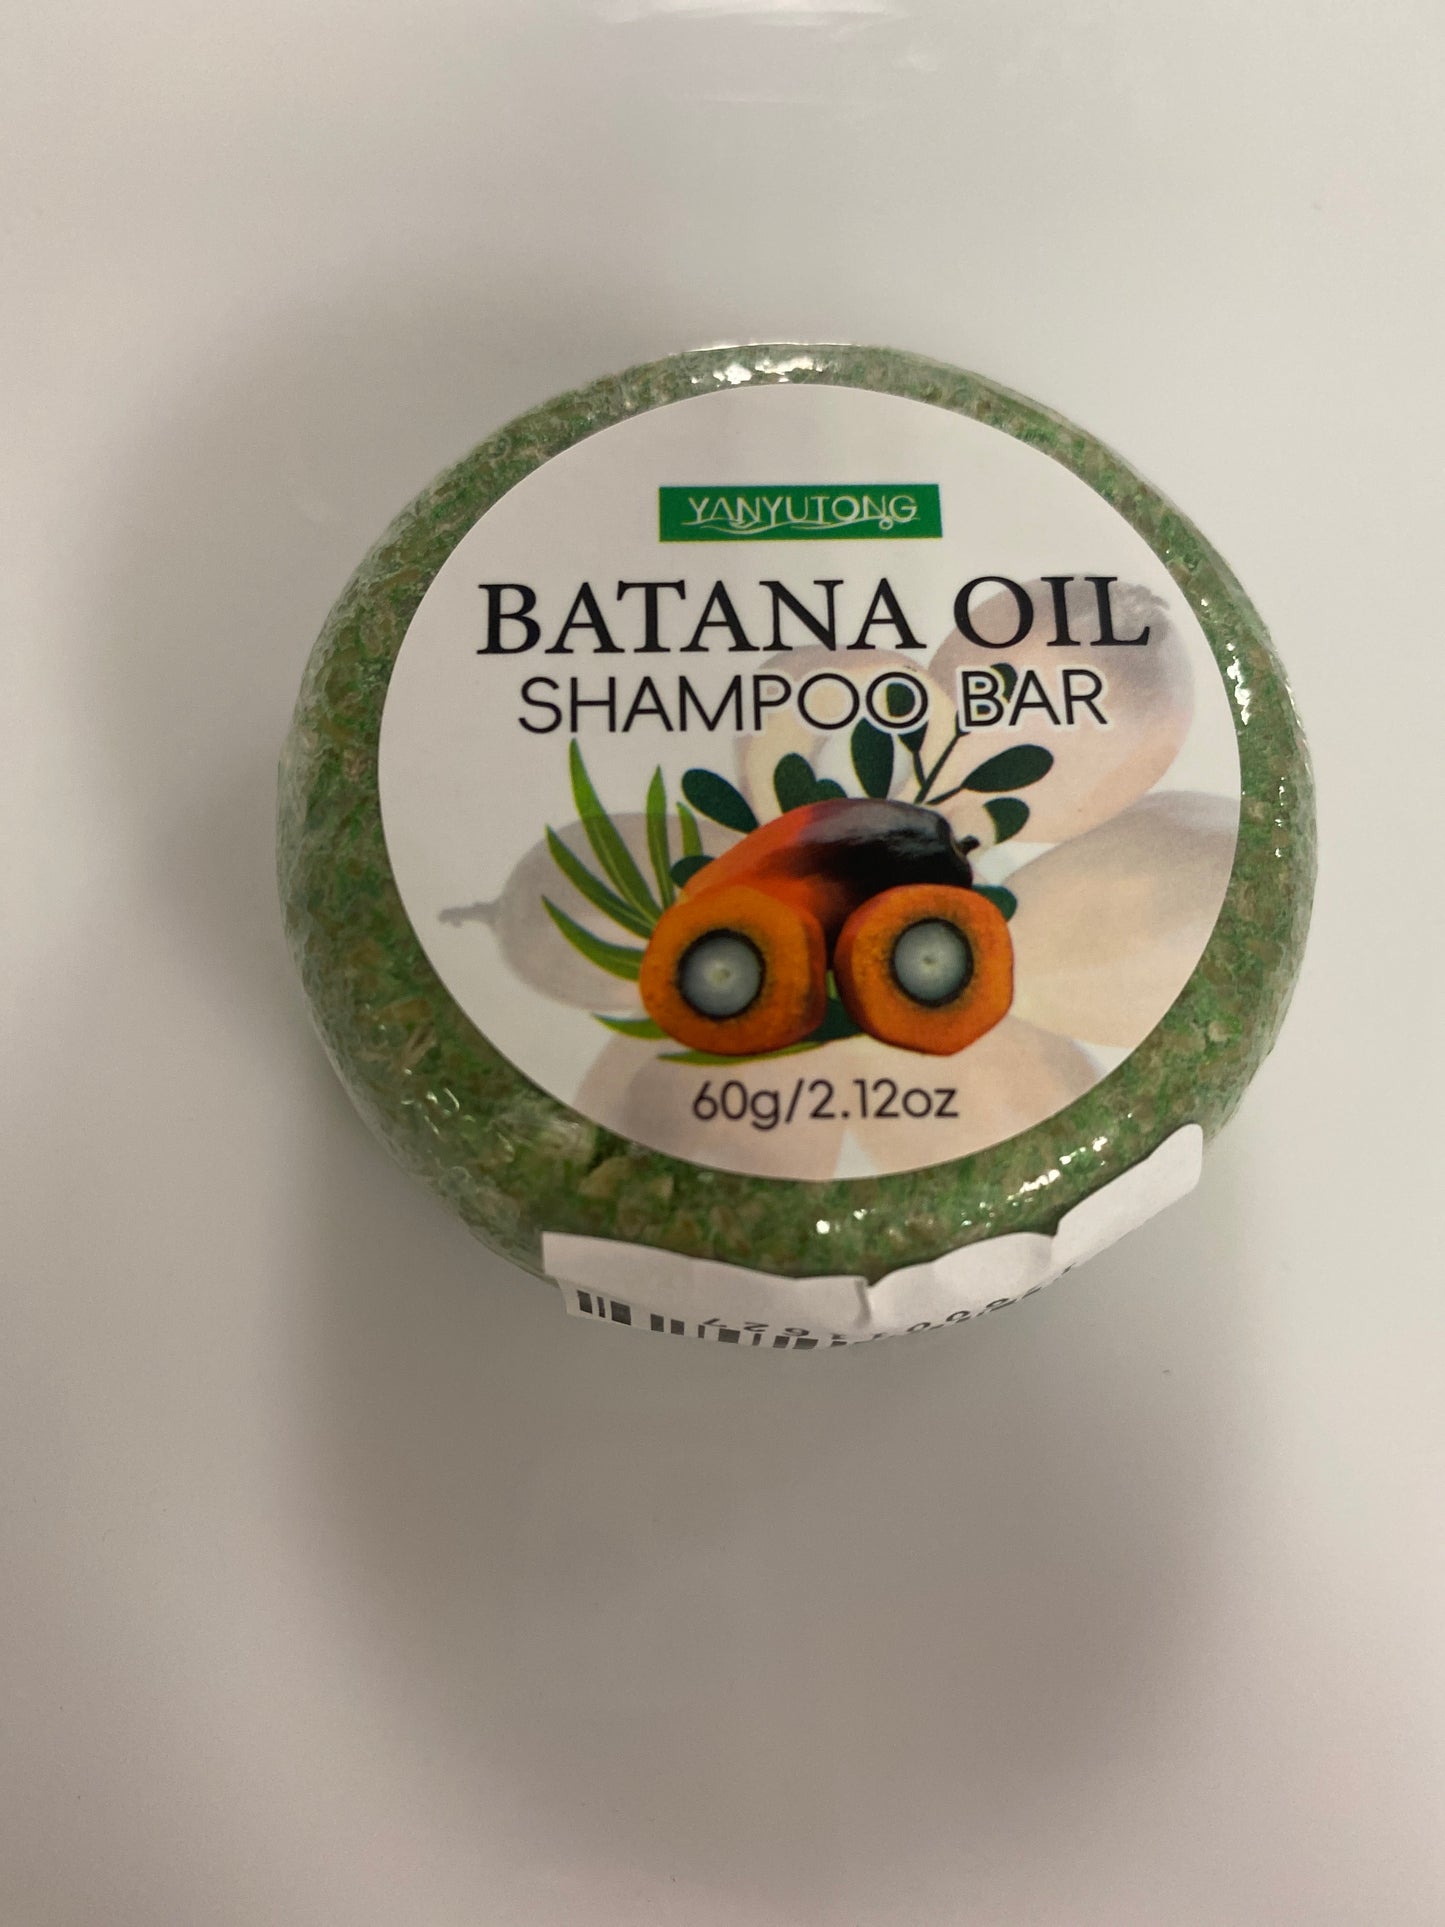 YANYUTONG
BATANA OIL
SHAMPOO BAR
60g/2.12oz